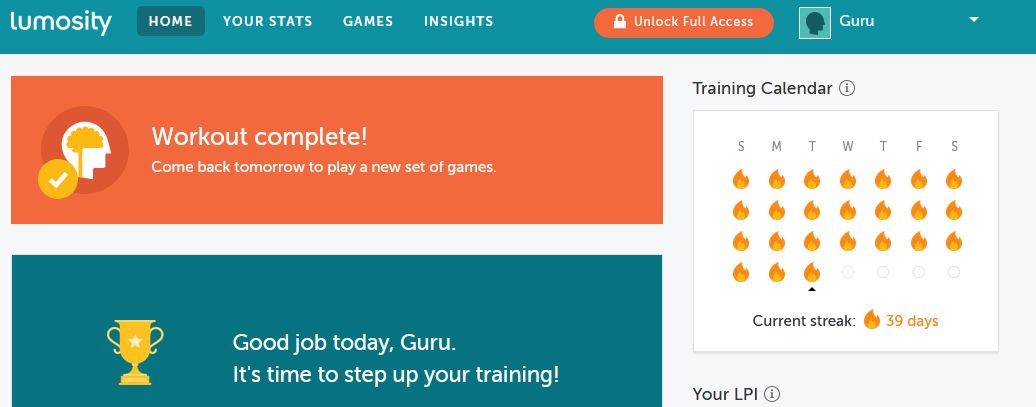 lumosity
HOME
YOUR STATS
GAMES
INSIGHTS
Unlock Full Access
Guru
Workout complete!
Come back tomorrow to play a new set of games.
Good job today, Guru.
It's time to step up your training!
Training Calendar
S M T W T F S
Current streak: 39 days
Your LPI